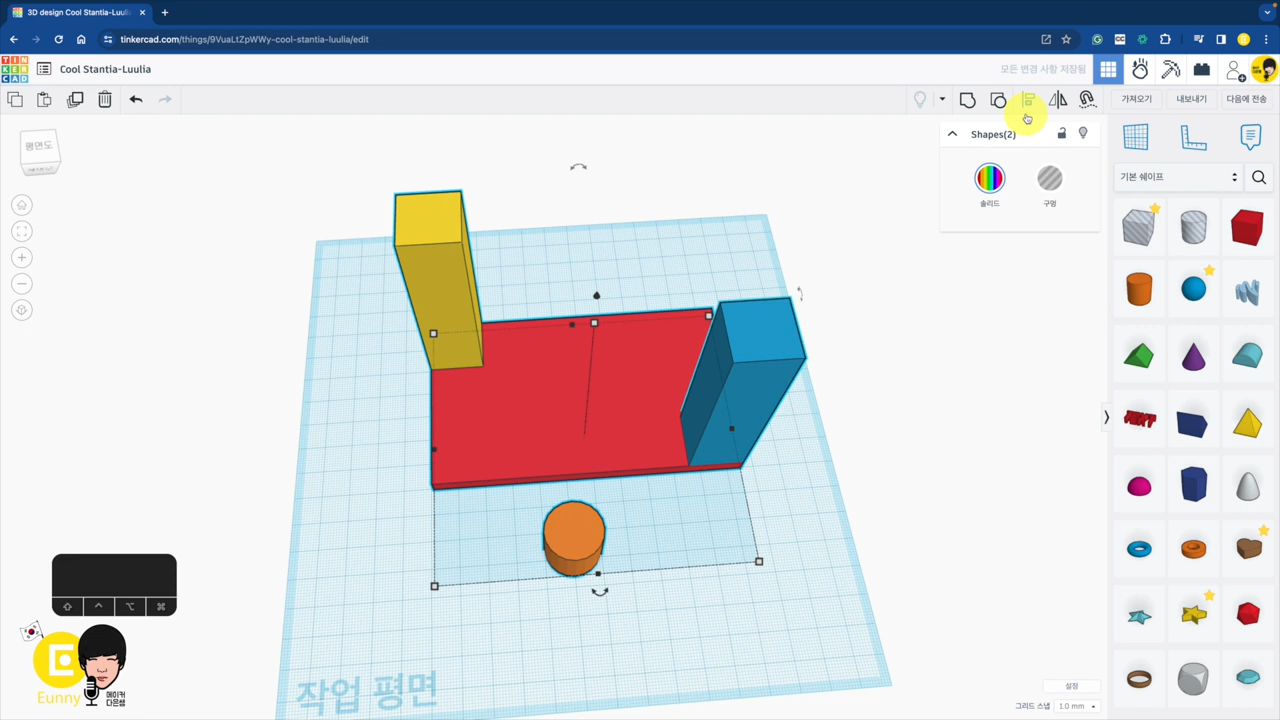 3D design Cool Stantia-Luulia
tinkercad.com/things/9VuaLtZpWWy-cool-stantia-luulia/edit
TIN
KER
CAD
Cool Stantia-Luulia
모든 변경 사항 저장됨
가져오기
내보내기
다음에 전송
평면도
Shapes(2)
솔리드
구멍
기본 쉐이프
TEXT
작업 평면
설정
그리드 스냅
1.0 mm
Eunny
메이커
다은쌤